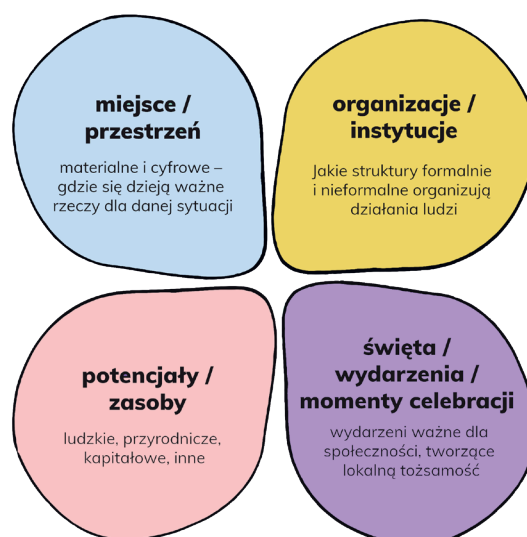 miejsce /
przestrzeń
materialne i cyfrowe –
gdzie się dzieją ważne
rzeczy dla danej sytuacji
organizacje /
instytucje
Jakie struktury formalnie
i nieformalne organizują
działania ludzi
potencjały /
zasoby
ludzkie, przyrodnicze,
kapitałowe, inne
święta /
wydarzenia /
momenty celebracji
wydarzeni ważne dla
społeczności, tworzące
lokalną tożsamość